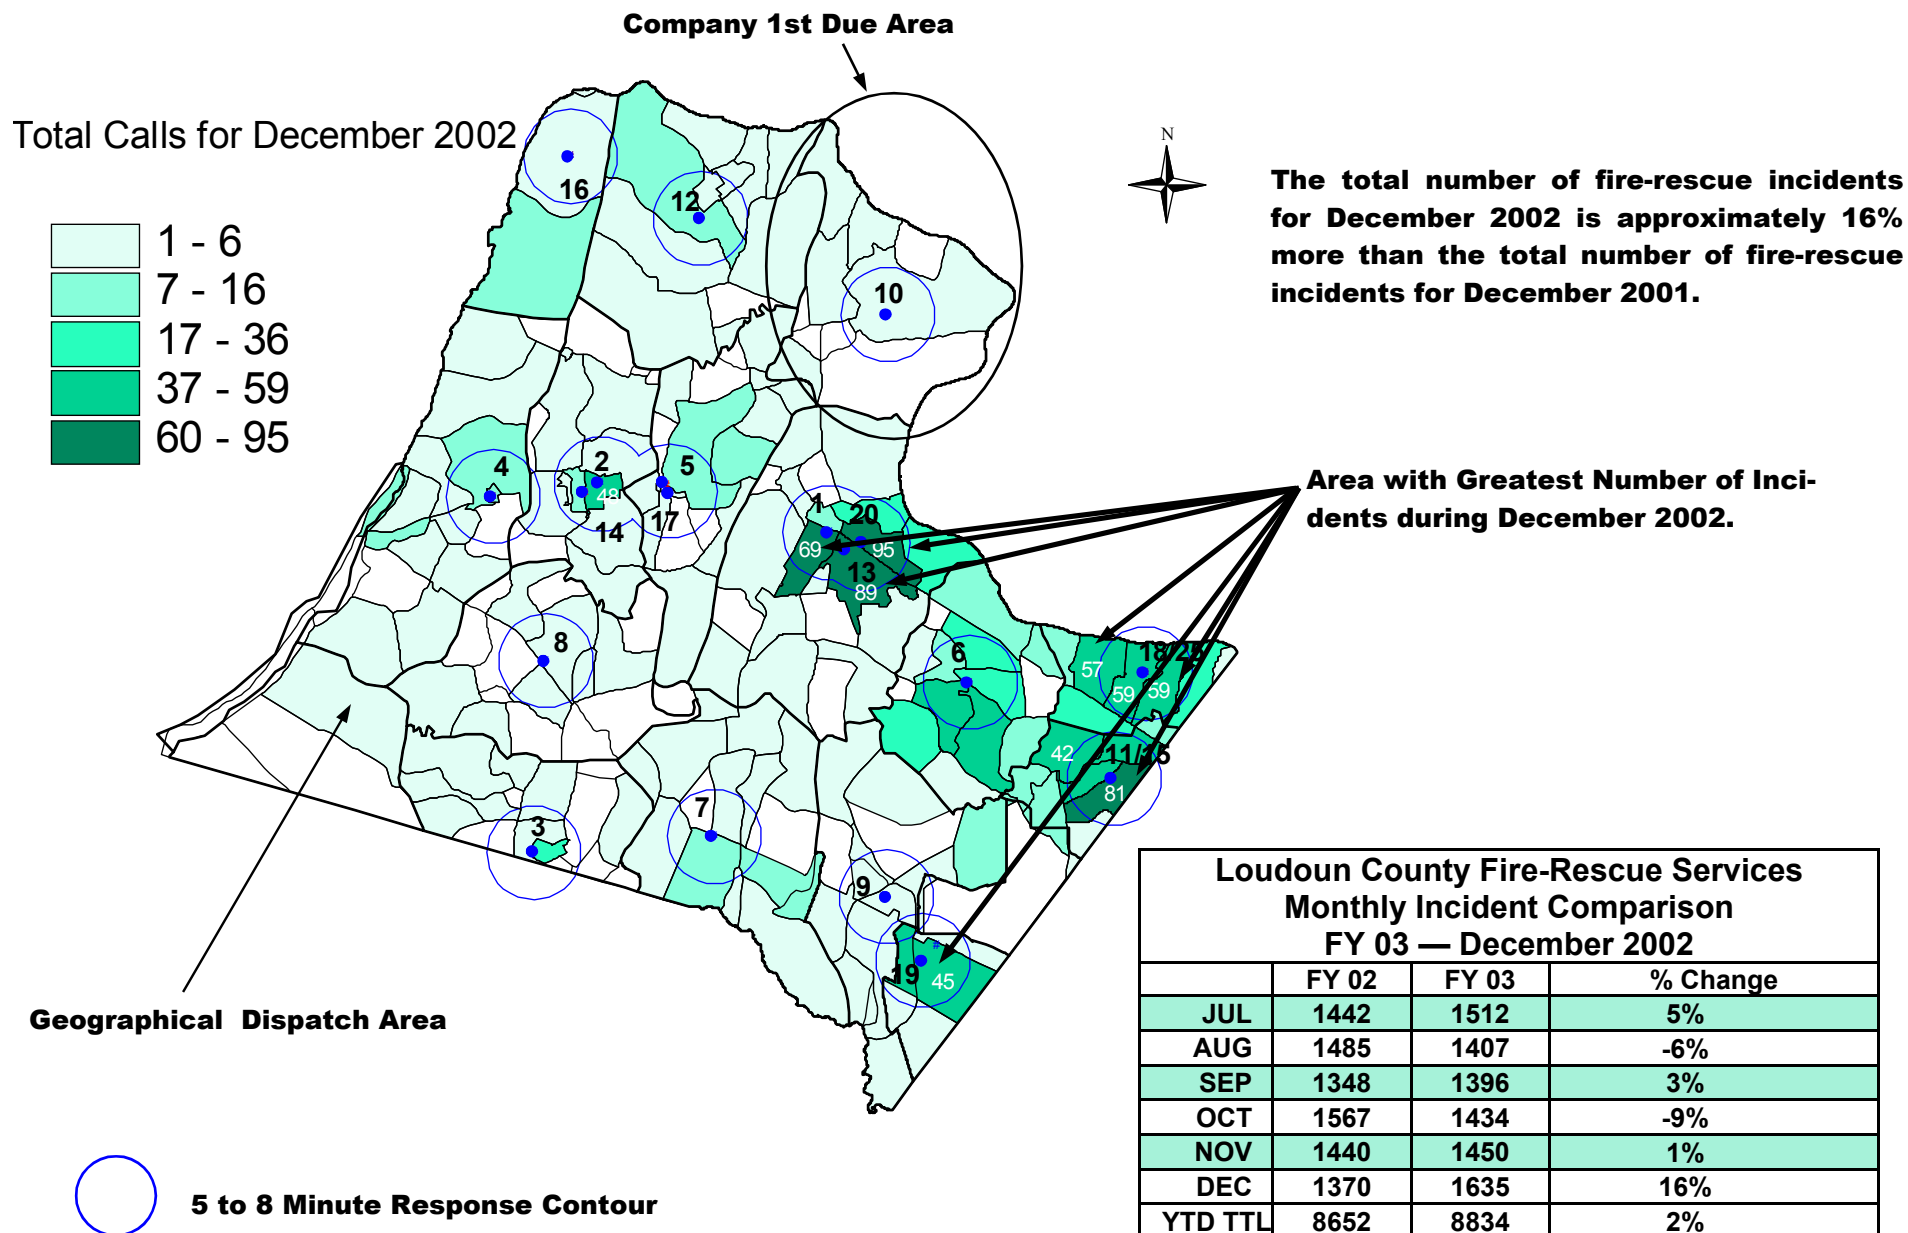 Company 1st Due Area
Total Calls for December 2002
1 - 6
7 - 16
17 - 36
37 - 59
60 - 95
N
The total number of fire-rescue incidents
for December 2002 is approximately 16%
more than the total number of fire-rescue
incidents for December 2001.
16
12
10
4
2
48
14
5
17
1
20
69
95
13
89
Area with Greatest Number of Inci-
dents during December 2002.
8
6
18/25
57
59
59
42
11/15
81
7
3
9
19
45
Geographical Dispatch Area
5 to 8 Minute Response Contour
Loudoun County Fire-Rescue Services
Monthly Incident Comparison
FY 03 — December 2002
FY 02 FY 03 % Change
JUL 1442 1512 5%
AUG 1485 1407 -6%
SEP 1348 1396 3%
OCT 1567 1434 -9%
NOV 1440 1450 1%
DEC 1370 1635 16%
YTD TTL 8652 8834 2%